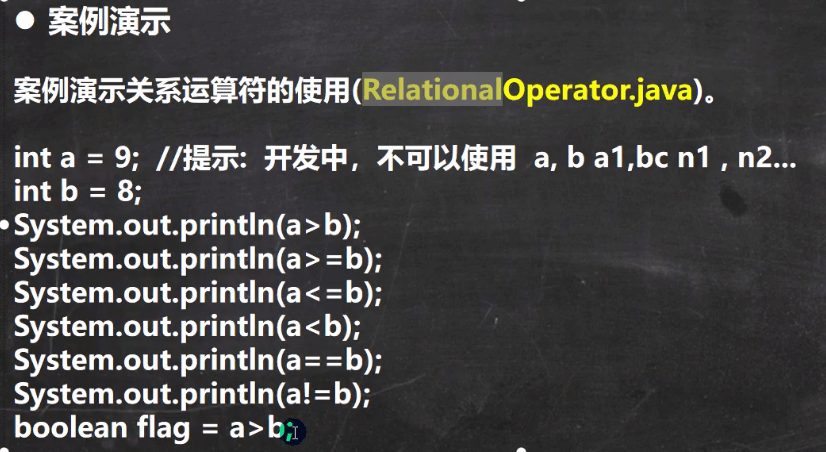 ● 案例演示
案例演示关系运算符的使用(RelationalOperator.java)。
int a = 9; //提示: 开发中，不可以使用 a, b a1,bc n1 , n2...
int b = 8;
System.out.println(a>b);
System.out.println(a>=b);
System.out.println(a<=b);
System.out.println(a<b);
System.out.println(a==b);
System.out.println(a!=b);
boolean flag = a>b;